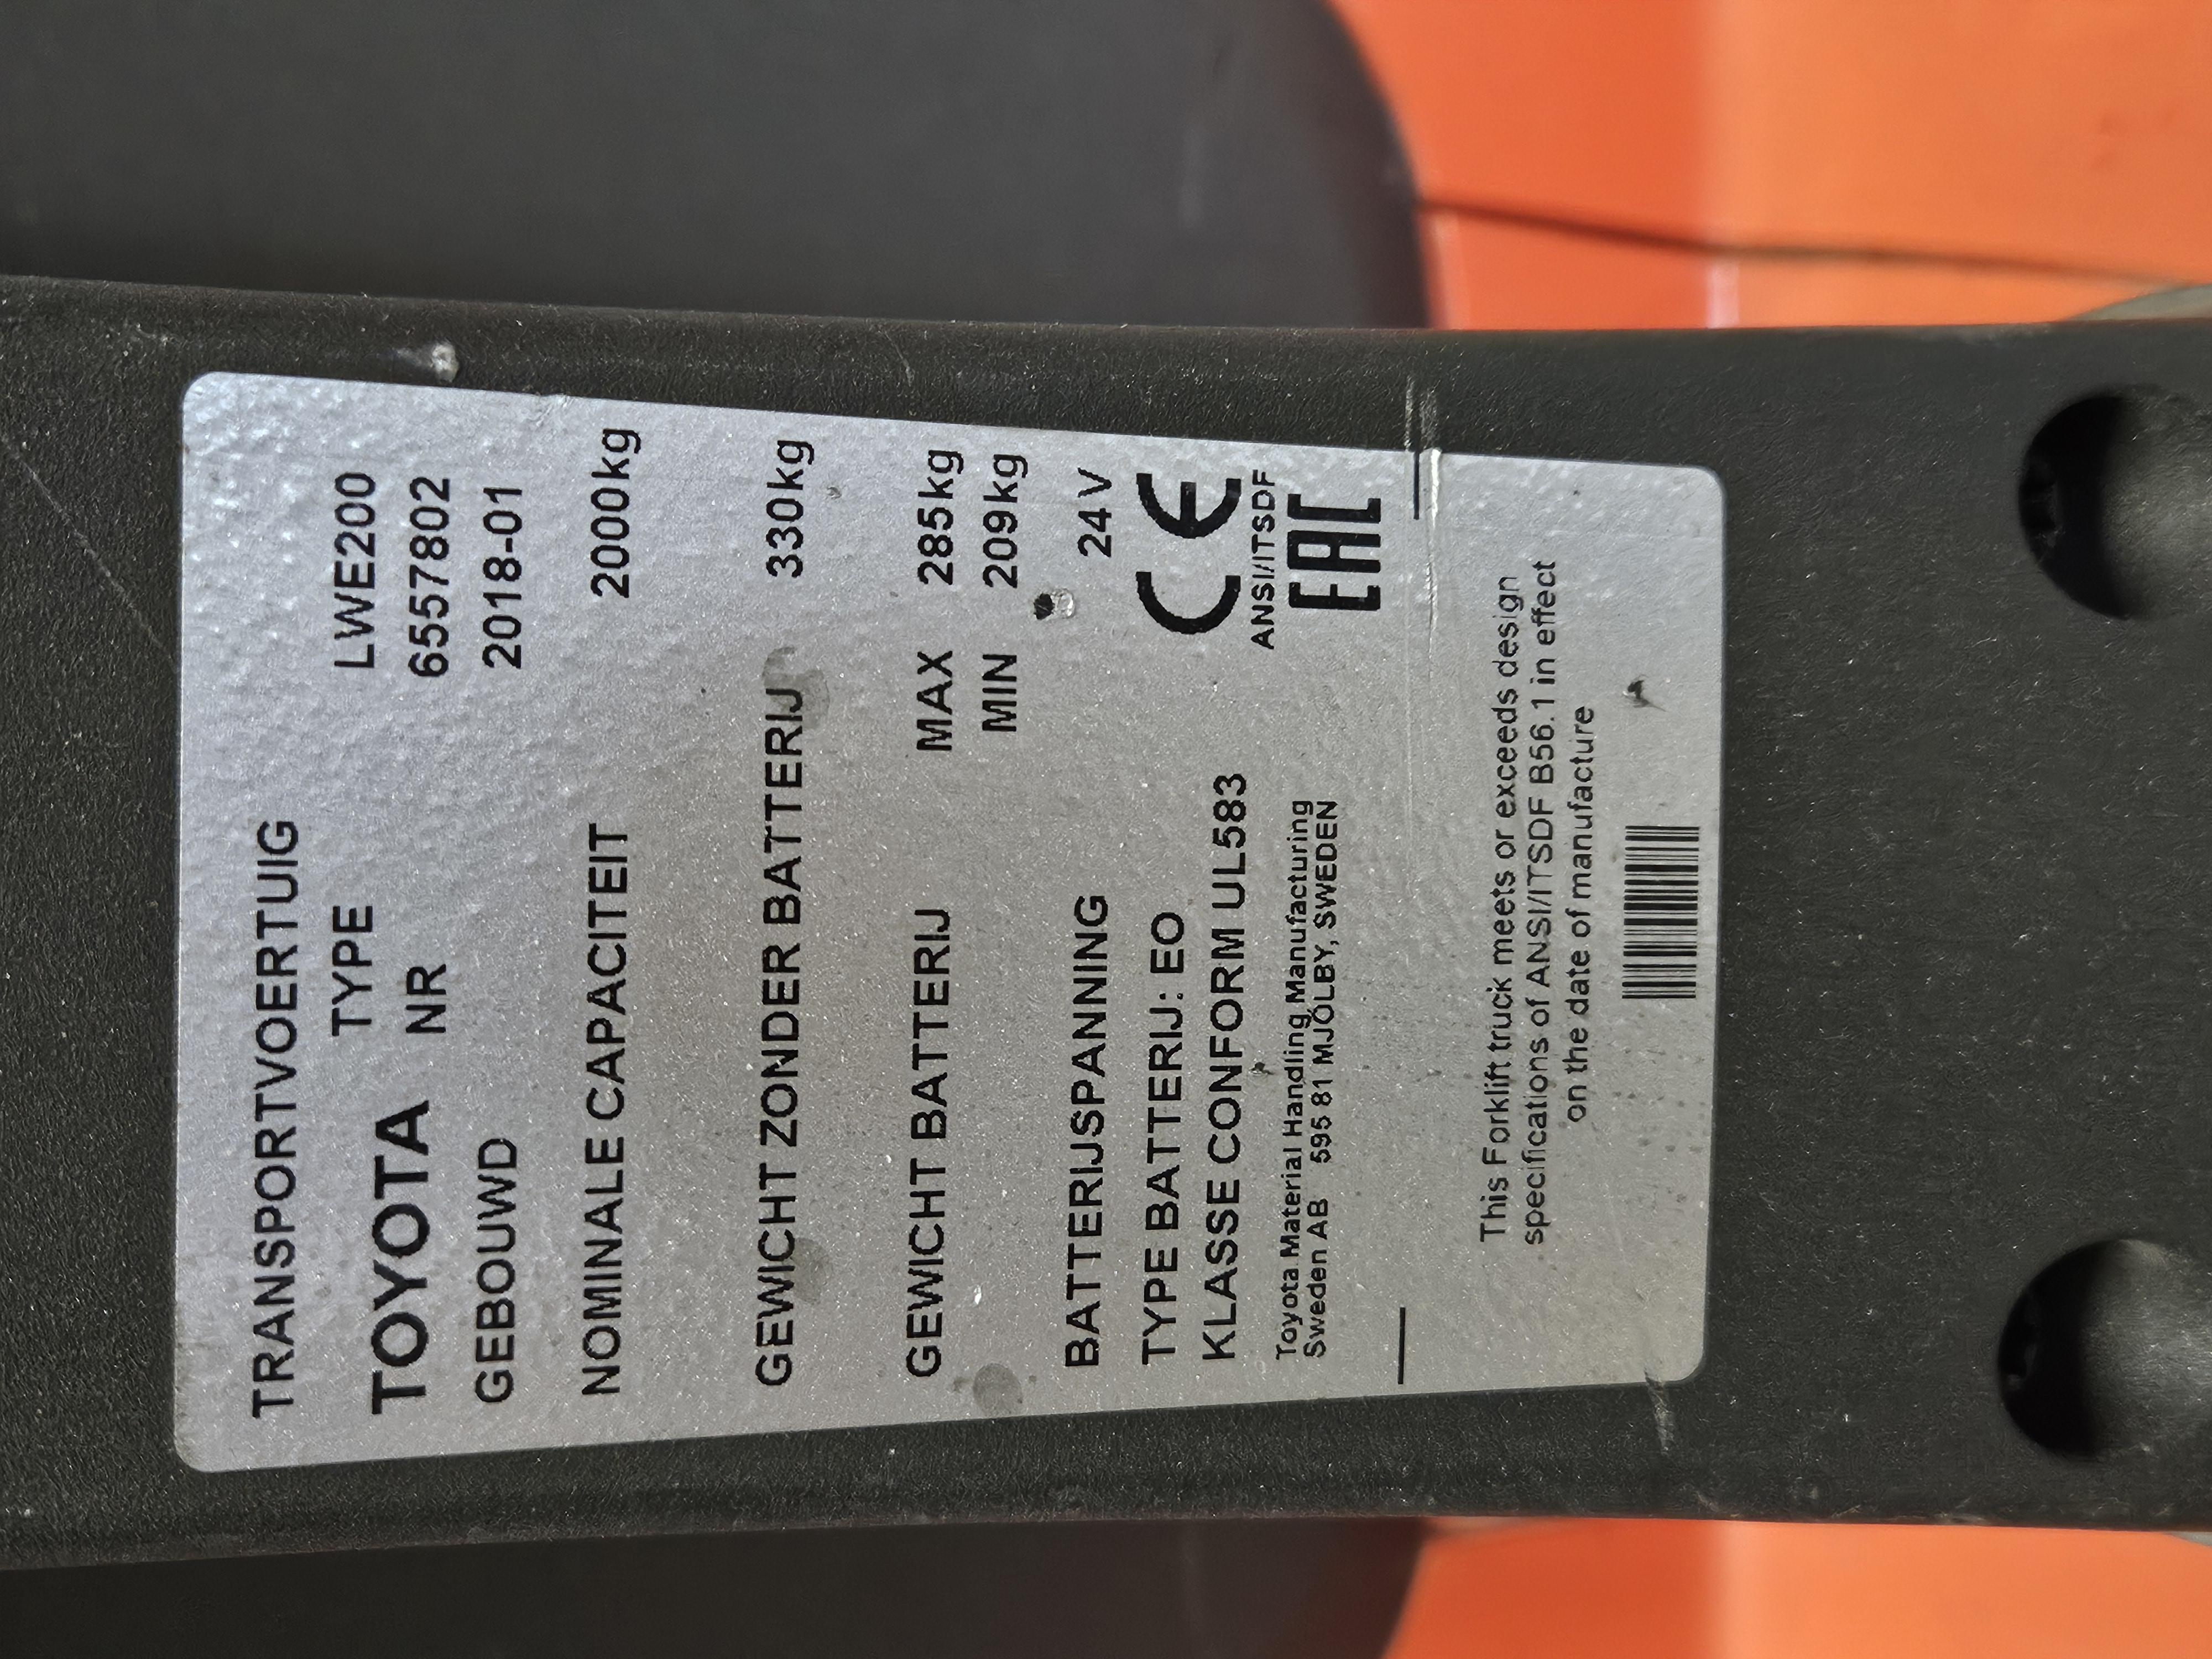 TRANSPORTVOERTUIG
TYPE LWE200
TOYOTA NR 6557802
GEBOUWD 2018-01
NOMINALE CAPACITEIT 2000kg
GEWICHT ZONDER BATTERIJ 330kg
GEWICHT BATTERIJ MAX 285kg
MIN 209kg
BATTERIJSPANNING 24V
TYPE BATTERIJ: EO
KLASSE CONFORM UL583
CE
ANSI/ITSDF
EAC
Toyota Material Handling Manufacturing
Sweden AB 595 81 MJÖLBY, SWEDEN
This Forklift truck meets or exceeds design
specifications of ANSI/ITSDF B56.1 in effect
on the date of manufacture